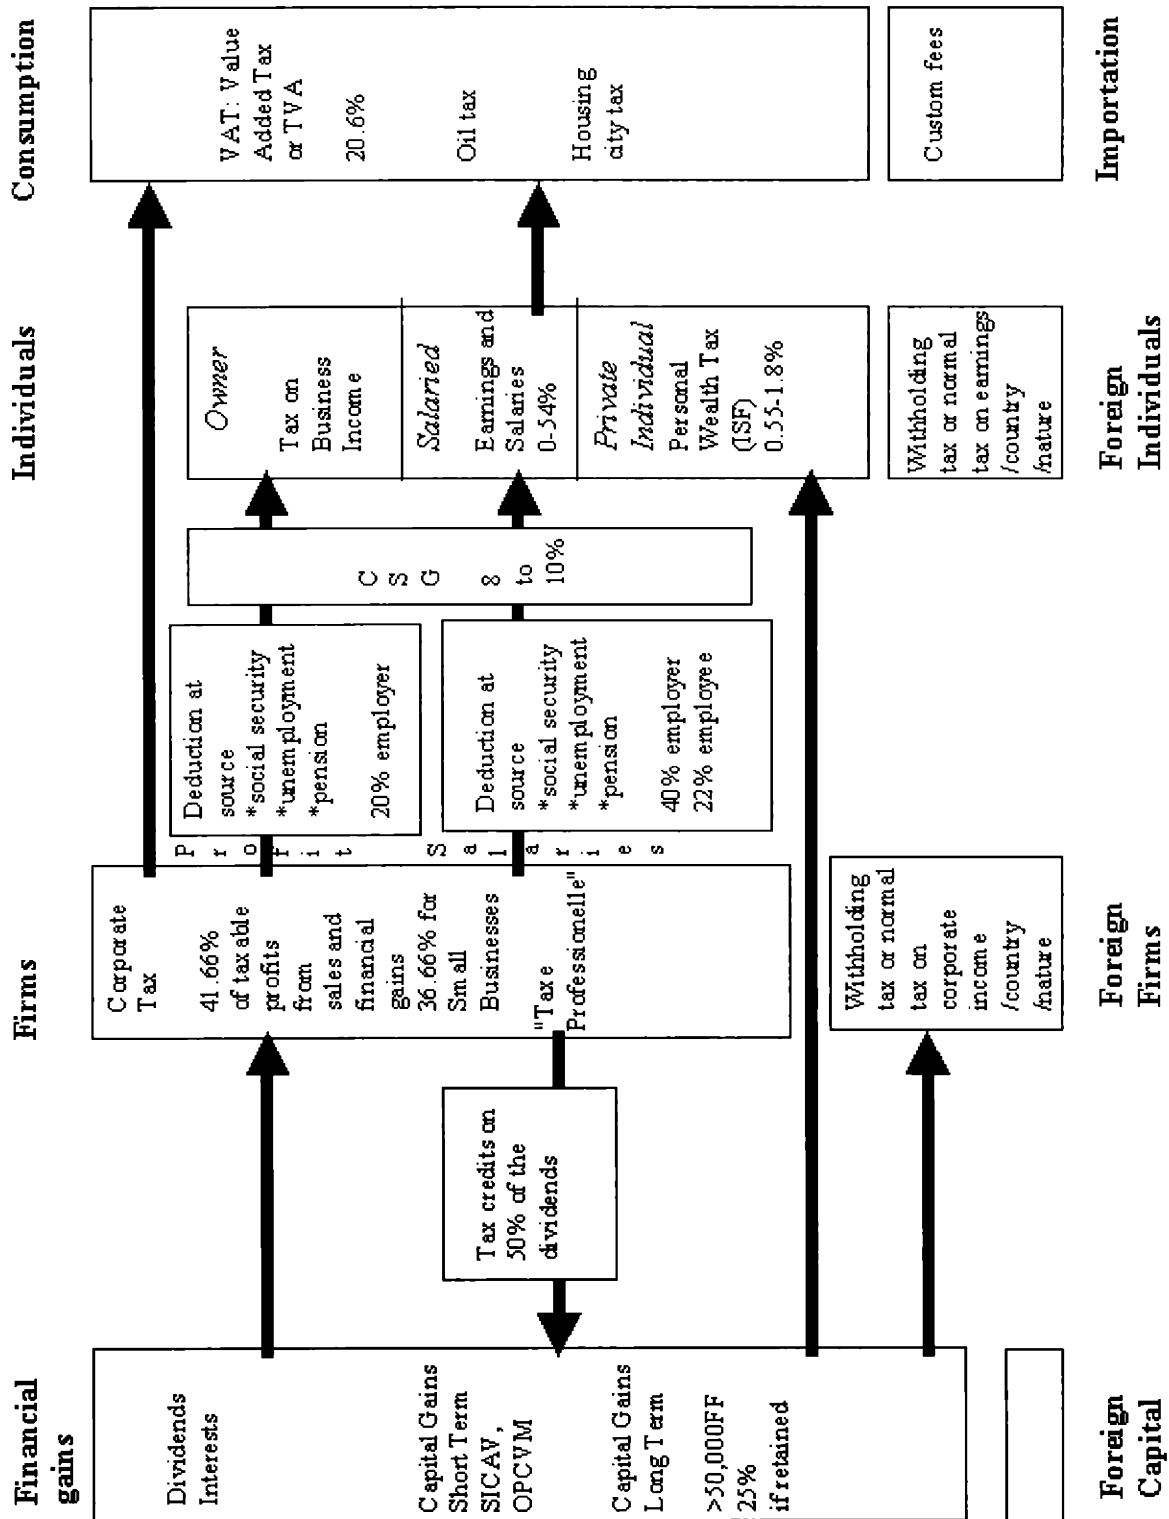 Financial
gains
Firms
Individuals
Consumption
Dividends
Interests
Capital Gains
Short Term
SICAV,
OPCVM
Capital Gains
Long Term
>50,000FF
25%
if retained
Tax credits on
50% of the
dividends
Corporate
Tax
41.66%
of taxable
profits
from
sales and
financial
gains
36.66% for
Small
Businesses
"Taxe
Professionelle"
Profit
Salaries
Deduction at
source
*social security
*unemployment
*pension
20% employer
Deduction at
source
*social security
*unemployment
*pension
40% employer
22% employee
C
S
G
8
to
10%
Owner
Tax on
Business
Income
Salaried
Earnings and
Salaries
0-54%
Private
Individual
Personal
Wealth Tax
(ISF)
0.55-1.8%
VAT: Value
Added Tax
or TVA
20.6%
Oil tax
Housing
city tax
Withholding
tax or normal
tax on
corporate
income
/country
/nature
Withholding
tax or normal
tax on earnings
/country
/nature
Custom fees
Foreign
Capital
Foreign
Firms
Foreign
Individuals
Importation